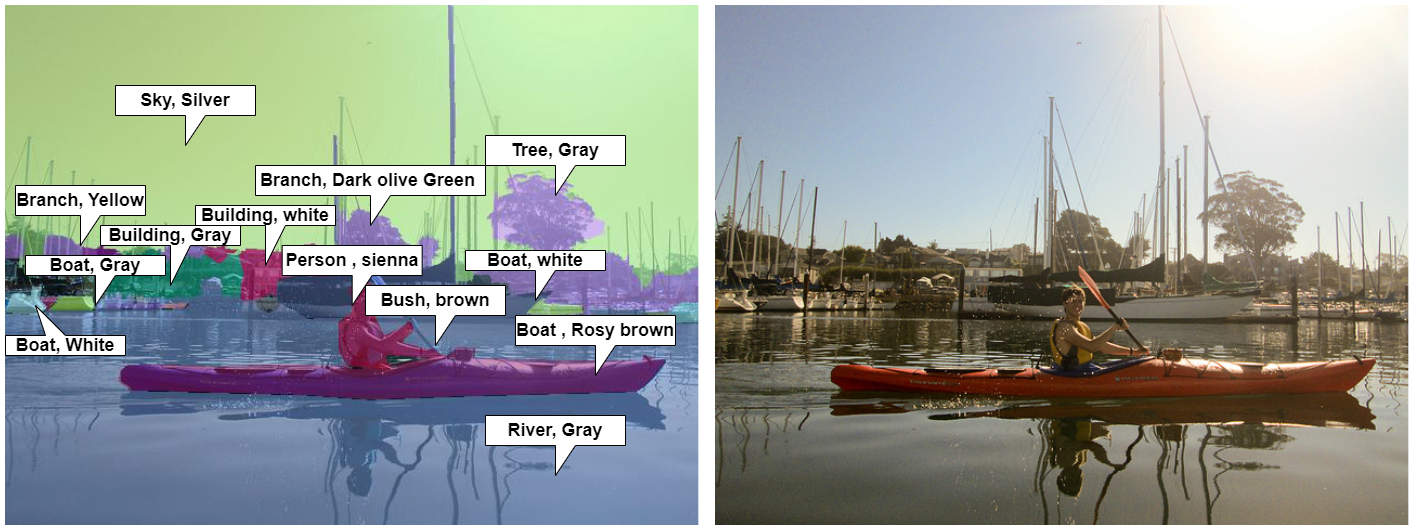 Sky, Silver
Tree, Gray
Branch, Dark olive Green
Branch, Yellow
Building, white
Building, Gray
Person , sienna
Boat, white
Boat, Gray
Bush, brown
Boat , Rosy brown
Boat, White
River, Gray